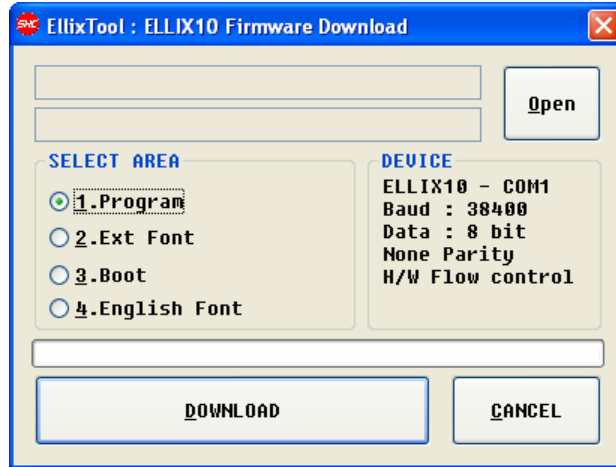 SWC EllixTool : ELLIX10 Firmware Download
Open
SELECT AREA
1.Program
2.Ext Font
3.Boot
4.English Font
DEVICE
ELLIX10 - COM1
Baud : 38400
Data : 8 bit
None Parity
H/W Flow control
DOWNLOAD
CANCEL